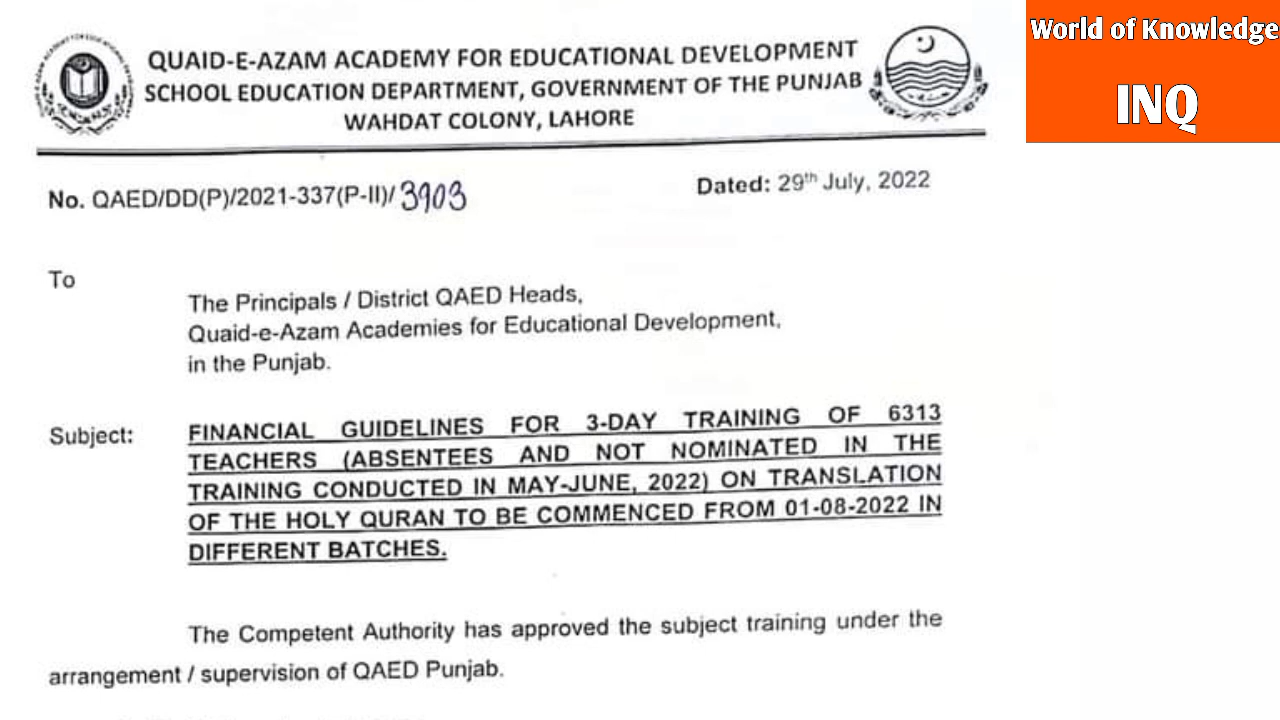 QUAID-E-AZAM ACADEMY FOR EDUCATIONAL DEVELOPMENT
SCHOOL EDUCATION DEPARTMENT, GOVERNMENT OF THE PUNJAB
WAHDAT COLONY, LAHORE
World of Knowledge
INQ
No. QAED/DD(P)/2021-337(P-II)/3903
Dated: 29th July, 2022
To
The Principals / District QAED Heads,
Quaid-e-Azam Academies for Educational Development,
in the Punjab.
Subject:
FINANCIAL GUIDELINES FOR 3-DAY TRAINING OF 6313
TEACHERS (ABSENTEES AND NOT NOMINATED IN THE
TRAINING CONDUCTED IN MAY-JUNE, 2022) ON TRANSLATION
OF THE HOLY QURAN TO BE COMMENCED FROM 01-08-2022 IN
DIFFERENT BATCHES.
The Competent Authority has approved the subject training under the
arrangement / supervision of QAED Punjab.